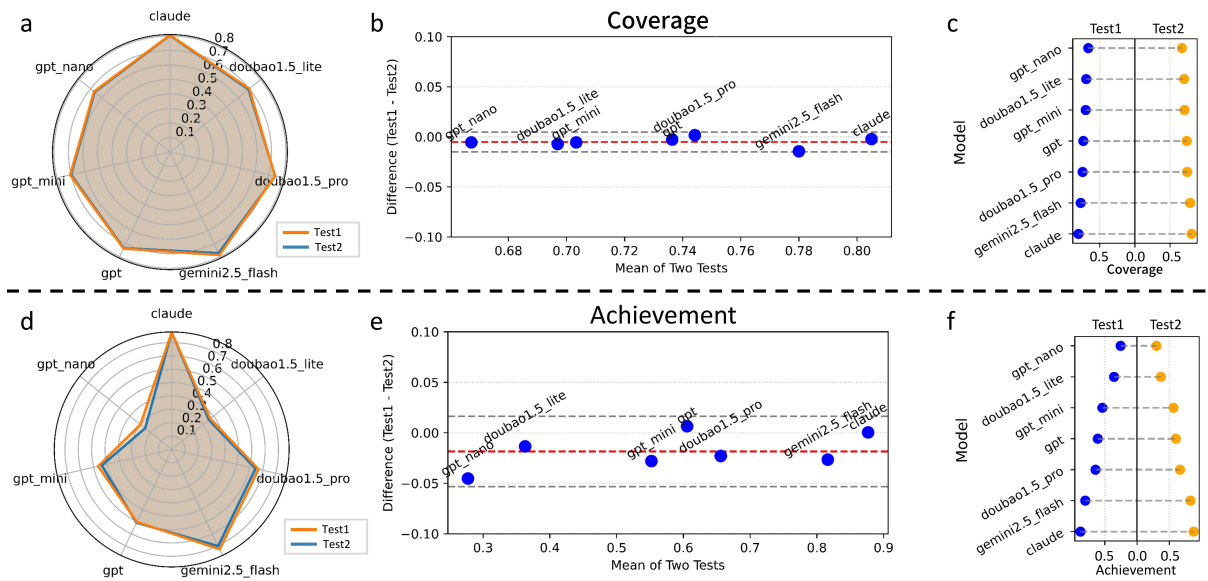 a
claude
gpt_nano
doubao1.5_lite
0.8
0.7
0.6
0.5
0.4
0.3
0.2
0.1
gpt_mini
doubao1.5_pro
gpt
gemini2.5_flash
Test1
Test2
b
Coverage
0.10
0.05
0.00
−0.05
−0.10
Difference (Test1 - Test2)
gpt_nano
doubao1.5_lite
gpt_mini
gpt
doubao1.5_pro
gemini2.5_flash
claude
0.68 0.70 0.72 0.74 0.76 0.78 0.80
Mean of Two Tests
c
Test1 Test2
Model
gpt_nano
doubao1.5_lite
gpt_mini
gpt
doubao1.5_pro
gemini2.5_flash
claude
0.5 0.0 0.5
Coverage
d
claude
gpt_nano
doubao1.5_lite
0.8
0.7
0.6
0.5
0.4
0.3
0.2
0.1
gpt_mini
doubao1.5_pro
gpt
gemini2.5_flash
Test1
Test2
e
Achievement
0.10
0.05
0.00
−0.05
−0.10
Difference (Test1 - Test2)
gpt_nano
doubao1.5_lite
gpt_mini
gpt
doubao1.5_pro
gemini2.5_flash
claude
0.3 0.4 0.5 0.6 0.7 0.8 0.9
Mean of Two Tests
f
Test1 Test2
Model
gpt_nano
doubao1.5_lite
gpt_mini
gpt
doubao1.5_pro
gemini2.5_flash
claude
0.5 0.0 0.5
Achievement